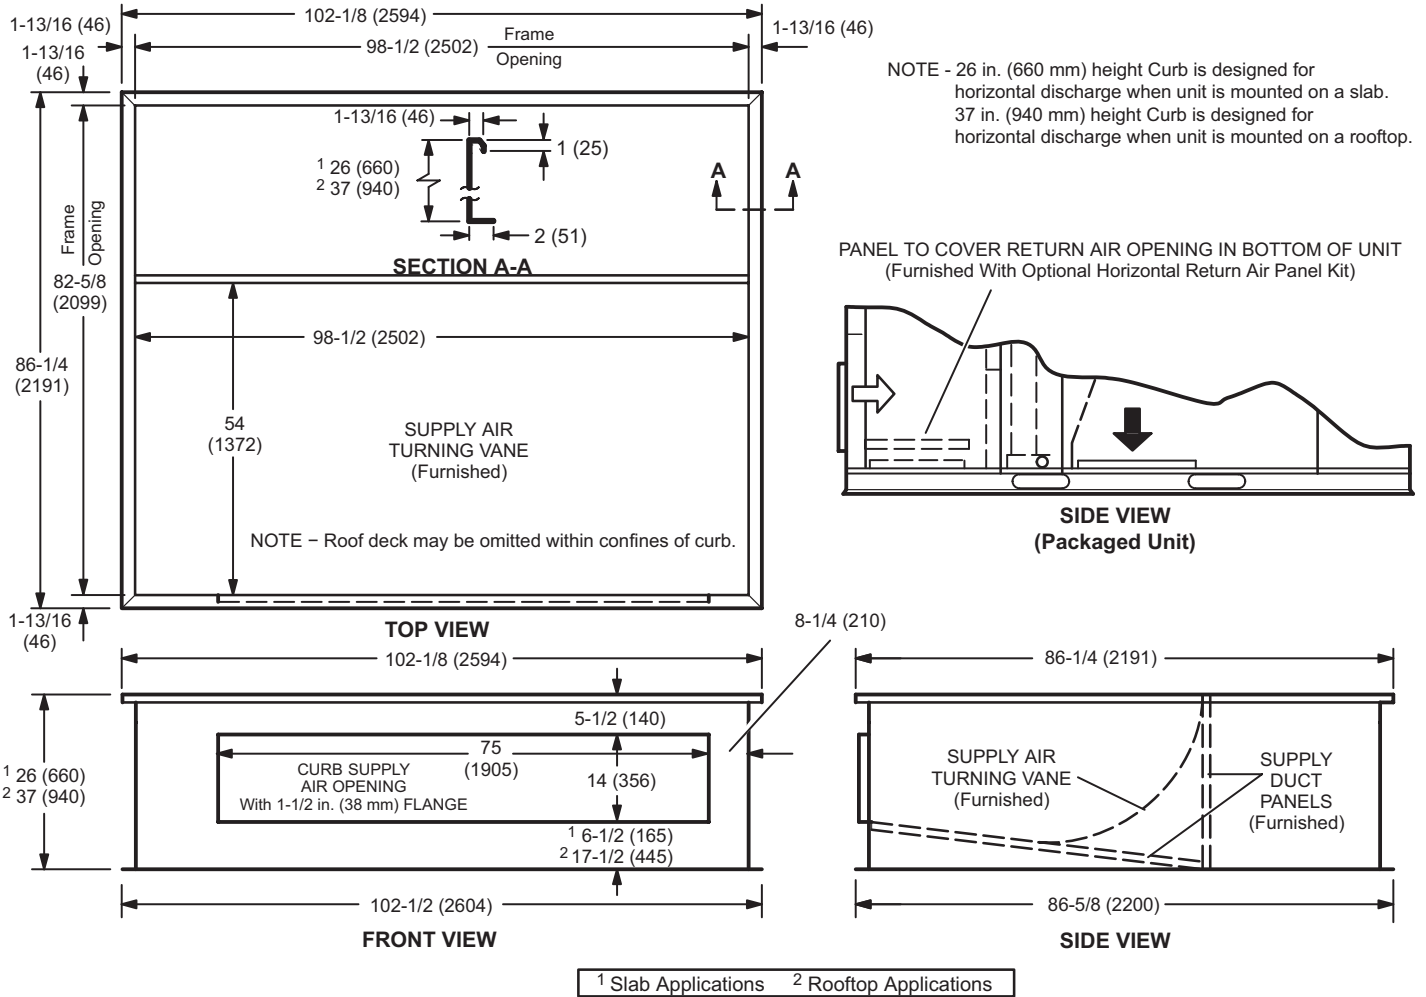 102-1/8 (2594)
1-13/16 (46)
1-13/16 (46)
98-1/2 (2502)
Frame
Opening
1-13/16
(46)
NOTE - 26 in. (660 mm) height Curb is designed for
horizontal discharge when unit is mounted on a slab.
37 in. (940 mm) height Curb is designed for
horizontal discharge when unit is mounted on a rooftop.
1-13/16 (46)
1 (25)
1 26 (660)
2 37 (940)
2 (51)
SECTION A-A
A A
Frame
Opening
82-5/8
(2099)
86-1/4
(2191)
98-1/2 (2502)
54
(1372)
SUPPLY AIR
TURNING VANE
(Furnished)
NOTE – Roof deck may be omitted within confines of curb.
1-13/16
(46)
TOP VIEW
PANEL TO COVER RETURN AIR OPENING IN BOTTOM OF UNIT
(Furnished With Optional Horizontal Return Air Panel Kit)
SIDE VIEW
(Packaged Unit)
102-1/8 (2594)
8-1/4 (210)
5-1/2 (140)
75
(1905)
CURB SUPPLY
AIR OPENING
With 1-1/2 in. (38 mm) FLANGE
14 (356)
1 26 (660)
2 37 (940)
1 6-1/2 (165)
2 17-1/2 (445)
102-1/2 (2604)
FRONT VIEW
86-1/4 (2191)
SUPPLY AIR
TURNING VANE
(Furnished)
SUPPLY
DUCT
PANELS
(Furnished)
86-5/8 (2200)
SIDE VIEW
1 Slab Applications 2 Rooftop Applications